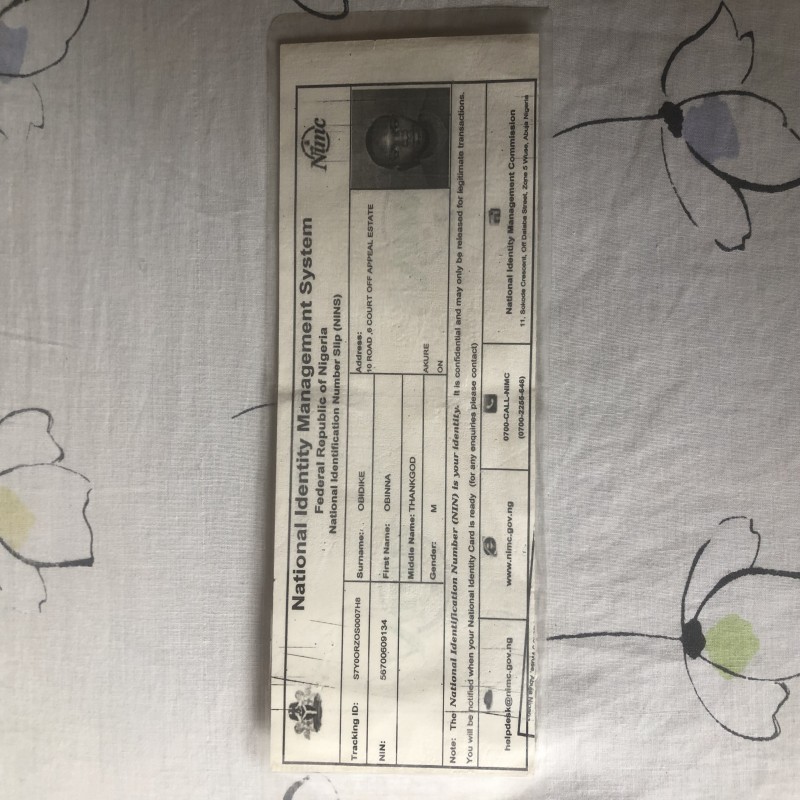 National Identity Management System
Federal Republic of Nigeria
National Identification Number Slip (NINS)
Nimc
Tracking ID: S7Y0ORZOS0007H8
Surname: OBIDIKE
Address:
10 ROAD ,9 COURT OFF APPEAL ESTATE
NIN: 56700609134
First Name: OBINNA
Middle Name: THANKGOD
AKURE
Gender: M
ON
Note: The National Identification Number (NIN) is your identity. It is confidential and may only be released for legitimate transactions.
You will be notified when your National Identity Card is ready (for any enquiries please contact)
helpdesk@nimc.gov.ng
www.nimc.gov.ng
0700-CALL-NIMC
(0700-2255-646)
National Identity Management Commission
11, Sokode Crescent, Off Dalaba Street, Zone 5 Wuse, Abuja Nigeria